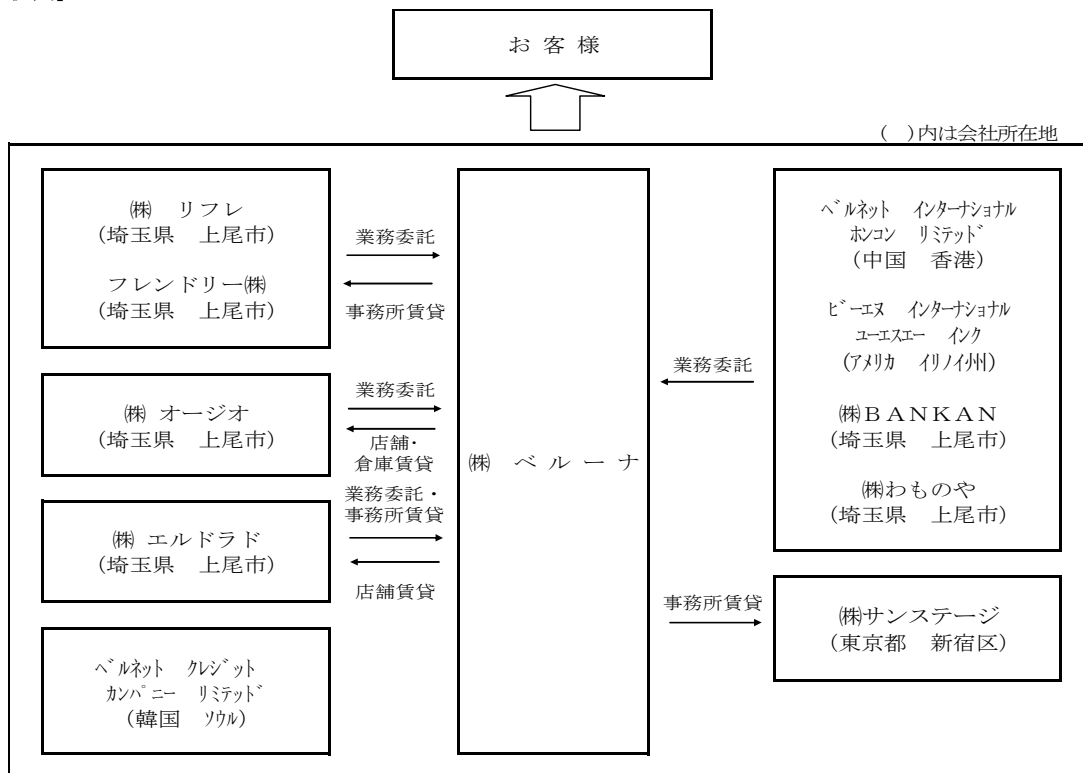 お 客 様
（　）内は会社所在地
㈱　リフレ
（埼玉県　上尾市）
フレンドリー㈱
（埼玉県　上尾市）
業務委託
事務所賃貸
㈱ オージオ
（埼玉県　上尾市）
業務委託
店舗・
倉庫賃貸
㈱ エルドラド
（埼玉県　上尾市）
業務委託・
事務所賃貸
店舗賃貸
ﾍﾞﾙﾈｯﾄ　ｸﾚｼﾞｯﾄ
ｶﾝﾊﾟﾆｰ　ﾘﾐﾃｯﾄﾞ
（韓国　ｿｳﾙ）
㈱　ベ ル ー ナ
業務委託
ﾍﾞﾙﾈｯﾄ　ｲﾝﾀｰﾅｼｮﾅﾙ
ﾎﾝｺﾝ　ﾘﾐﾃｯﾄﾞ
（中国　香港）
ﾋﾞｰｴﾇ　ｲﾝﾀｰﾅｼｮﾅﾙ
ﾕｰｴｽｴｰ　ｲﾝｸ
（ｱﾒﾘｶ　ｲﾘﾉｲ州）
㈱ＢＡＮＫＡＮ
（埼玉県　上尾市）
㈱わものや
（埼玉県　上尾市）
事務所賃貸
㈱サンステージ
（東京都　新宿区）